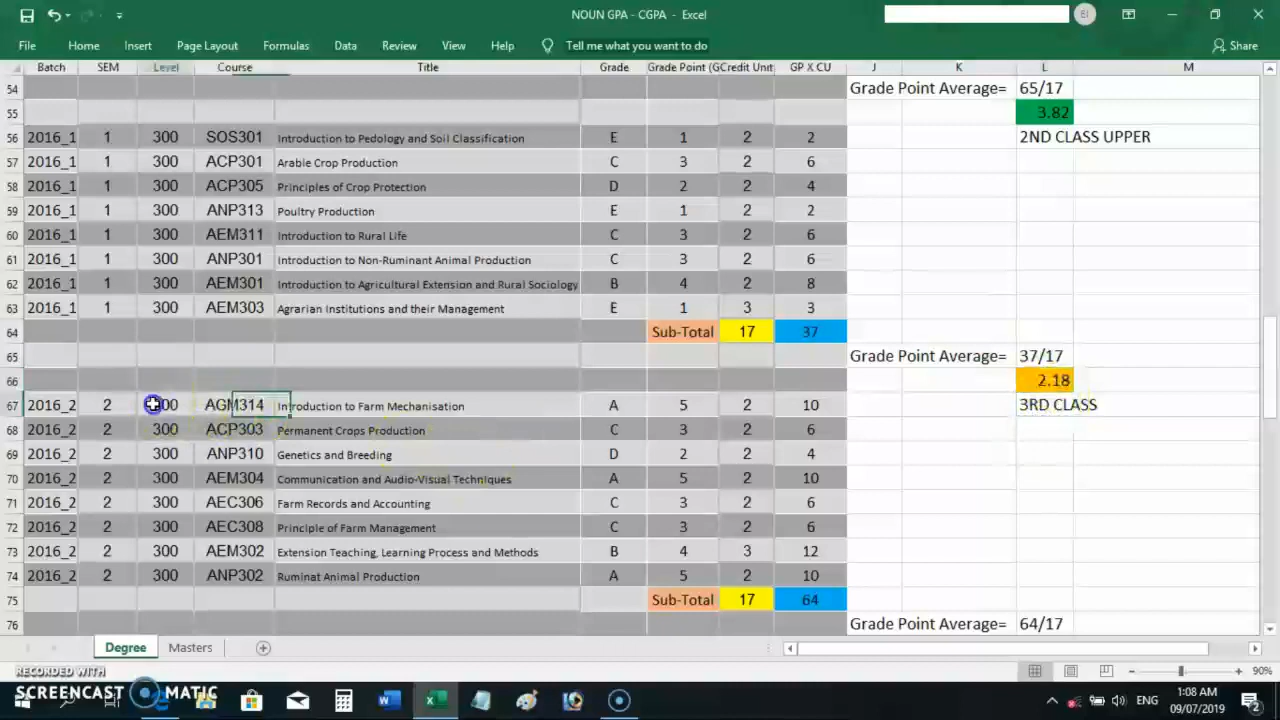 NOUN GPA - CGPA - Excel
File Home Insert Page Layout Formulas Data Review View Help Tell me what you want to do Share
Batch SEM Level Course Title Grade Grade Point (G Credit Unit GP X CU J K L M
54 Grade Point Average= 65/17
55 3.82
56 2016_1 1 300 SOS301 Introduction to Pedology and Soil Classification E 1 2 2 2ND CLASS UPPER
57 2016_1 1 300 ACP301 Arable Crop Production C 3 2 6
58 2016_1 1 300 ACP305 Principles of Crop Protection D 2 2 4
59 2016_1 1 300 ANP313 Poultry Production E 1 2 2
60 2016_1 1 300 AEM311 Introduction to Rural Life C 3 2 6
61 2016_1 1 300 ANP301 Introduction to Non-Ruminant Animal Production C 3 2 6
62 2016_1 1 300 AEM301 Introduction to Agricultural Extension and Rural Sociology B 4 2 8
63 2016_1 1 300 AEM303 Agrarian Institutions and their Management E 1 3 3
64 Sub-Total 17 37
65 Grade Point Average= 37/17
66 2.18
67 2016_2 2 300 AGM314 Introduction to Farm Mechanisation A 5 2 10 3RD CLASS
68 2016_2 2 300 ACP303 Permanent Crops Production C 3 2 6
69 2016_2 2 300 ANP310 Genetics and Breeding D 2 2 4
70 2016_2 2 300 AEM304 Communication and Audio-Visual Techniques A 5 2 10
71 2016_2 2 300 AEC306 Farm Records and Accounting C 3 2 6
72 2016_2 2 300 AEC308 Principle of Farm Management C 3 2 6
73 2016_2 2 300 AEM302 Extension Teaching, Learning Process and Methods B 4 3 12
74 2016_2 2 300 ANP302 Ruminat Animal Production A 5 2 10
75 Sub-Total 17 64
76 Grade Point Average= 64/17
Degree Masters
90%
RECORDED WITH
SCREENCAST MATIC
ENG 1:08 AM
09/07/2019 2